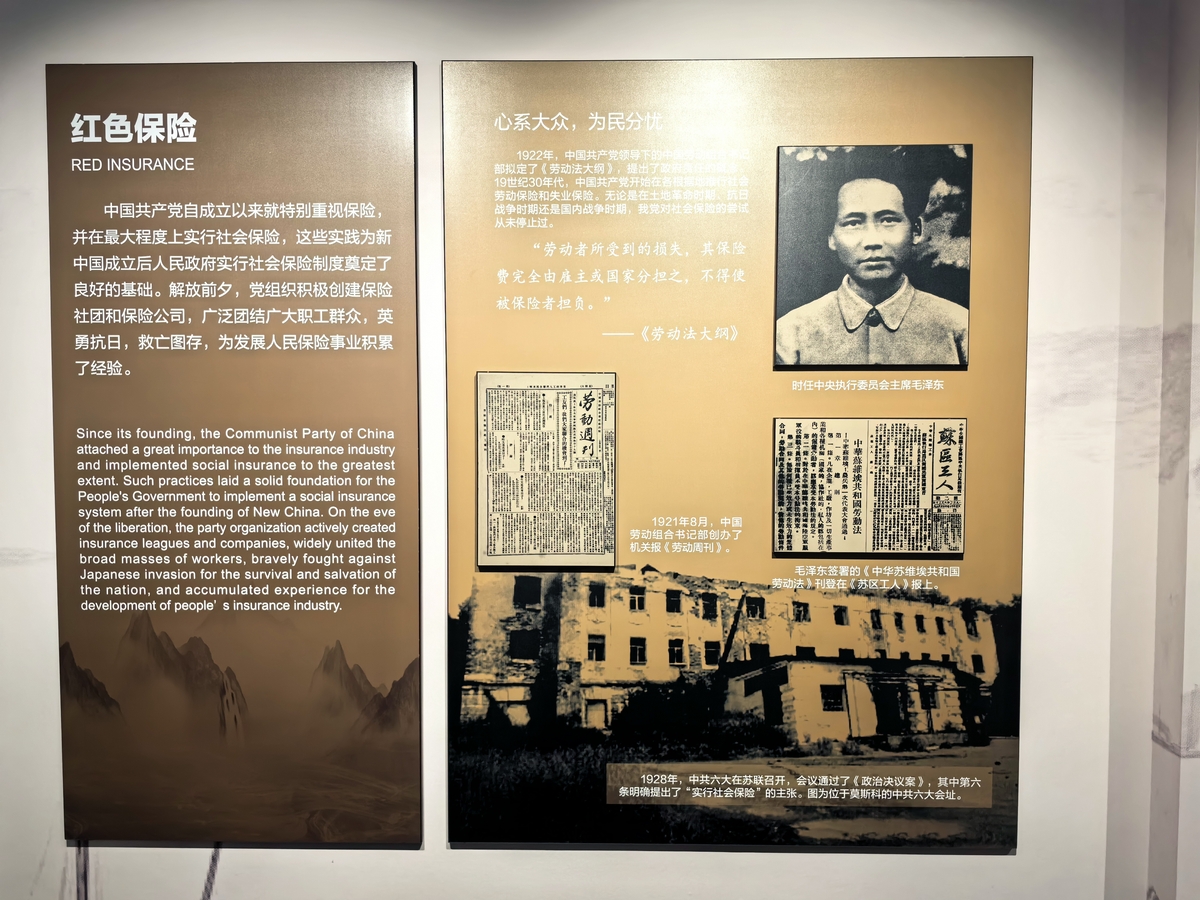 红色保险
RED INSURANCE
中国共产党自成立以来就特别重视保险，
并在最大程度上实行社会保险，这些实践为新
中国成立后人民政府实行社会保险制度奠定了
良好的基础。解放前夕，党组织积极创建保险
社团和保险公司，广泛团结广大职工群众，英
勇抗日，救亡图存，为发展人民保险事业积累
了经验。
Since its founding, the Communist Party of China
attached a great importance to the insurance industry
and implemented social insurance to the greatest
extent. Such practices laid a solid foundation for the
People's Government to implement a social insurance
system after the founding of New China. On the eve
of the liberation, the party organization actively created
insurance leagues and companies, widely united the
broad masses of workers, bravely fought against
Japanese invasion for the survival and salvation of
the nation, and accumulated experience for the
development of people' s insurance industry.
心系大众，为民分忧
1922年，中国共产党领导下的中国
部拟定了《劳动法大纲》，提出了
19世纪30年代，中国共产党开始在各根据地推行社会
劳动保险和失业保险。无论是在土地革命时期、抗日
战争时期还是国内战争时期，我党对社会保险的尝试
从未停止过。
“劳动者所受到的损失，其保险
费完全由雇主或国家分担之，不得使
被保险者担负。”
——《劳动法大纲》
时任中央执行委员会主席毛泽东
勞動週刊
1921年8月，中国
劳动组合书记部创办了
机关报《劳动周刊》。
蘇區工人
中華蘇維埃共和國勞動法
毛泽东签署的《中华苏维埃共和国
劳动法》刊登在《苏区工人》报上。
1928年，中共六大在苏联召开，会议通过了《政治决议案》，其中第六
条明确提出了“实行社会保险”的主张。图为位于莫斯科的中共六大会址。